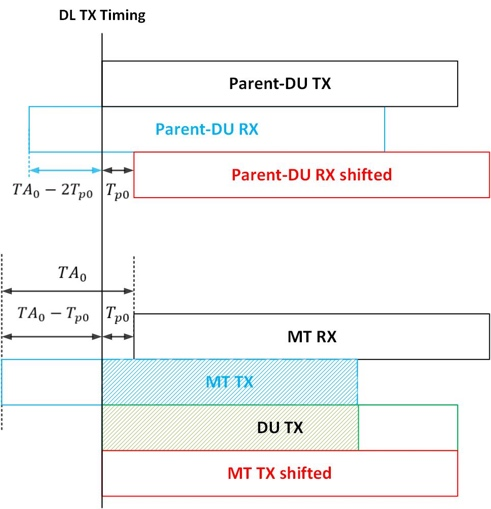 DL TX Timing
Parent-DU TX
Parent-DU RX
Parent-DU RX shifted
TA₀ − 2Tₚ₀ Tₚ₀
TA₀
TA₀ − Tₚ₀ Tₚ₀
MT RX
MT TX
DU TX
MT TX shifted